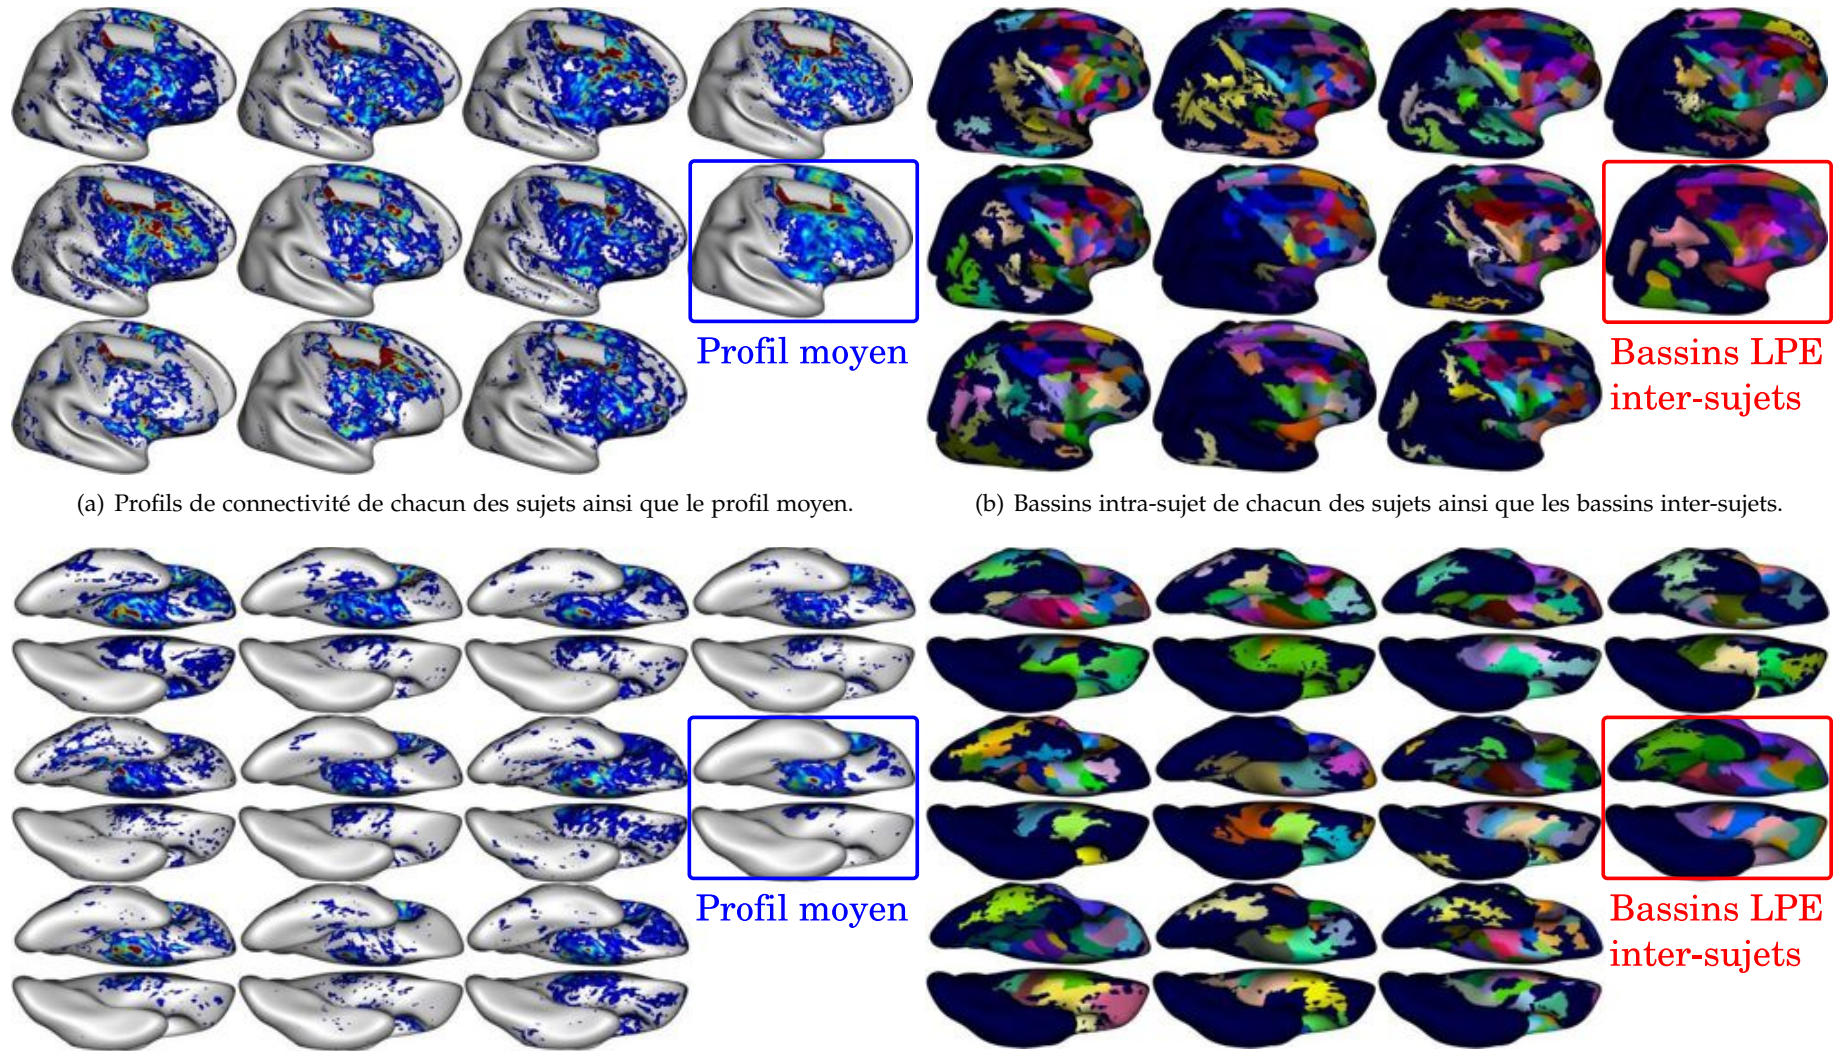 Profil moyen
Bassins LPE
inter-sujets
(a) Profils de connectivité de chacun des sujets ainsi que le profil moyen.
(b) Bassins intra-sujet de chacun des sujets ainsi que les bassins inter-sujets.
Profil moyen
Bassins LPE
inter-sujets